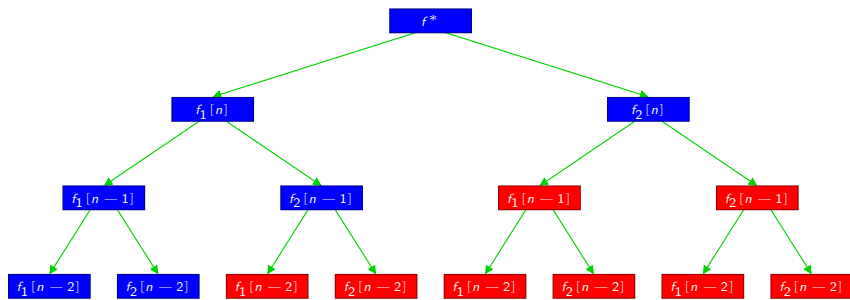 f*
f₁[n] f₂[n]
f₁[n − 1] f₂[n − 1] f₁[n − 1] f₂[n − 1]
f₁[n − 2] f₂[n − 2] f₁[n − 2] f₂[n − 2] f₁[n − 2] f₂[n − 2] f₁[n − 2] f₂[n − 2]